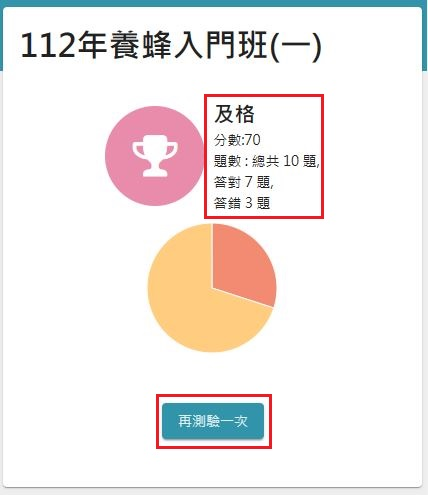 112年養蜂入門班(一)
及格
分數:70
題數 : 總共 10 題,
答對 7 題,
答錯 3 題
再測驗一次